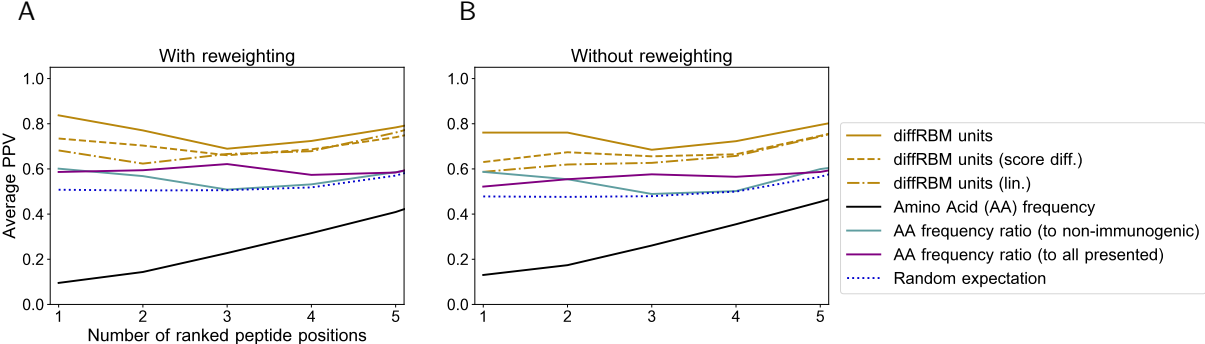 A
B
With reweighting
Without reweighting
Average PPV
1.0
0.8
0.6
0.4
0.2
0.0
1 2 3 4 5
Number of ranked peptide positions
1.0
0.8
0.6
0.4
0.2
0.0
1 2 3 4 5
diffRBM units
diffRBM units (score diff.)
diffRBM units (lin.)
Amino Acid (AA) frequency
AA frequency ratio (to non-immunogenic)
AA frequency ratio (to all presented)
Random expectation